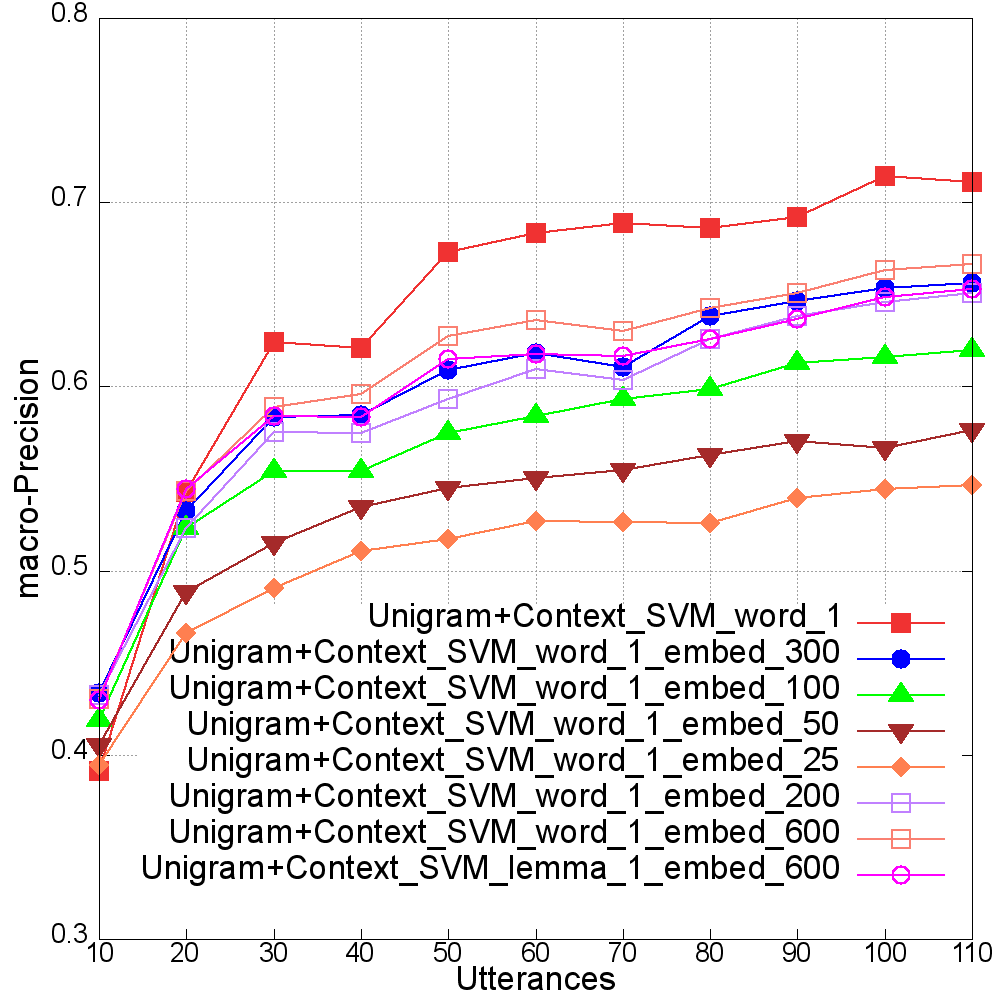 0.8
0.7
0.6
0.5
0.4
0.3
macro-Precision
Unigram+Context_SVM_word_1
Unigram+Context_SVM_word_1_embed_300
Unigram+Context_SVM_word_1_embed_100
Unigram+Context_SVM_word_1_embed_50
Unigram+Context_SVM_word_1_embed_25
Unigram+Context_SVM_word_1_embed_200
Unigram+Context_SVM_word_1_embed_600
Unigram+Context_SVM_lemma_1_embed_600
10 20 30 40 50 60 70 80 90 100 110
Utterances